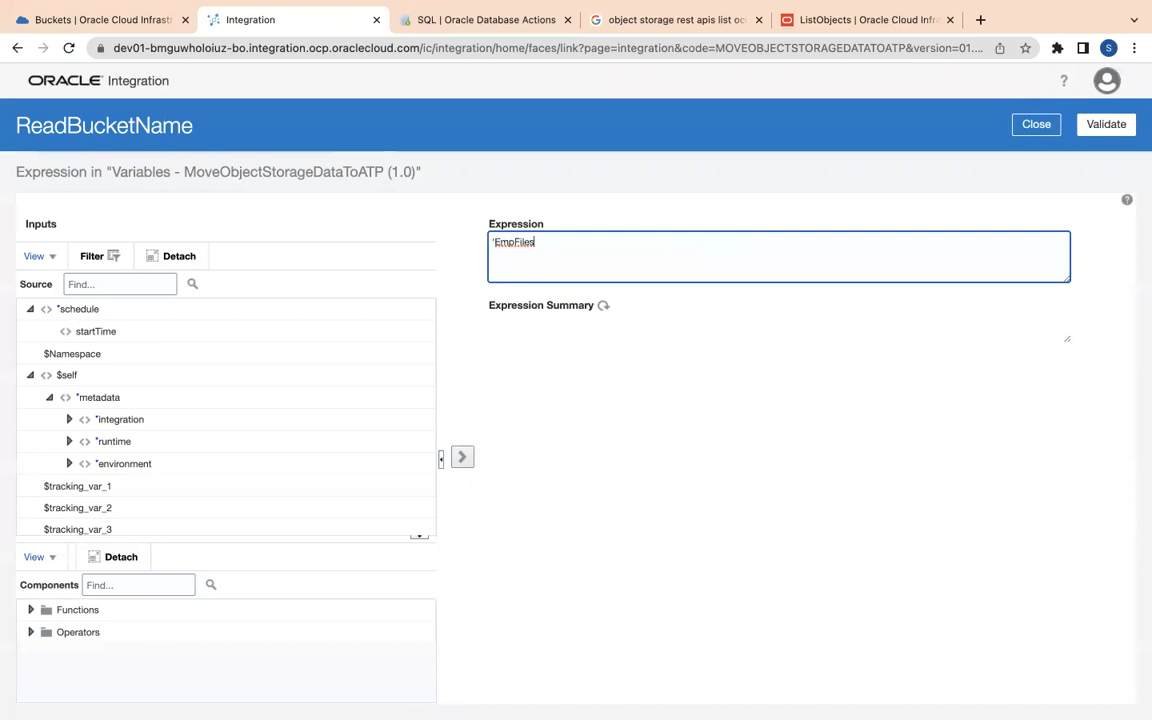 Buckets | Oracle Cloud Infrast
Integration
SQL | Oracle Database Actions
object storage rest apis list oci
ListObjects | Oracle Cloud Infra
dev01-bmguwholoiuz-bo.integration.ocp.oraclecloud.com/ic/integration/home/faces/link?page=integration&code=MOVEOBJECTSTORAGEDATATOATP&version=01....
S
ORACLE Integration
?
ReadBucketName
Close
Validate
Expression in "Variables - MoveObjectStorageDataToATP (1.0)"
?
Inputs
Expression
View
Filter
Detach
'EmpFiles
Source
Find...
Expression Summary
<> *schedule
<> startTime
$Namespace
<> $self
<> *metadata
<> *integration
<> *runtime
<> *environment
$tracking_var_1
$tracking_var_2
$tracking_var_3
View
Detach
Components
Find...
Functions
Operators